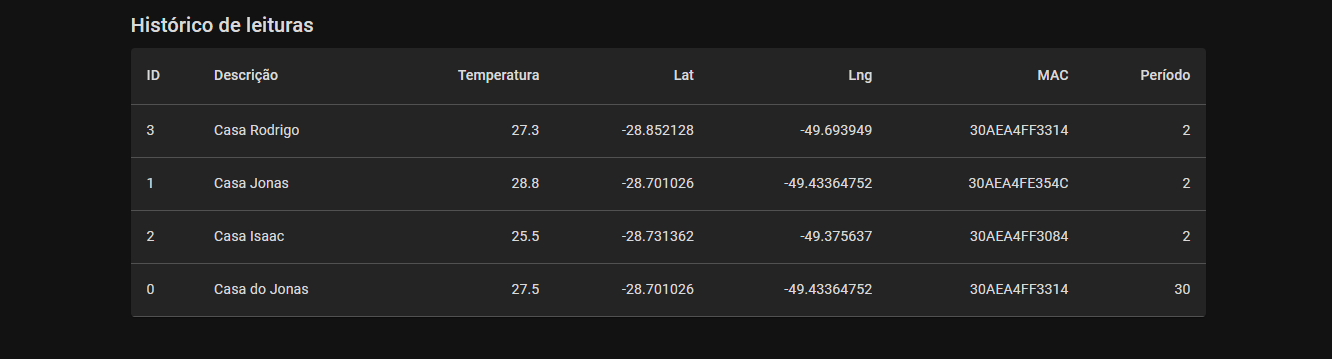 Histórico de leituras
ID Descrição Temperatura Lat Lng MAC Período
3 Casa Rodrigo 27.3 -28.852128 -49.693949 30AEA4FF3314 2
1 Casa Jonas 28.8 -28.701026 -49.43364752 30AEA4FE354C 2
2 Casa Isaac 25.5 -28.731362 -49.375637 30AEA4FF3084 2
0 Casa do Jonas 27.5 -28.701026 -49.43364752 30AEA4FF3314 30